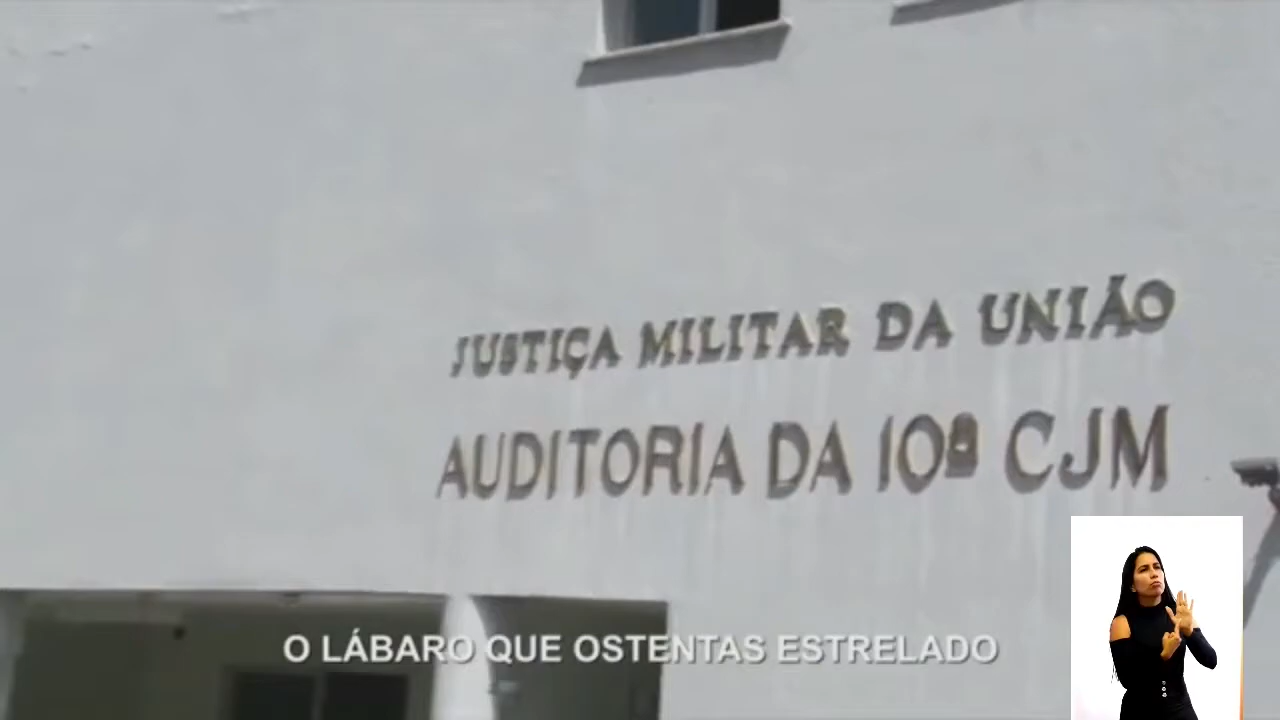 JUSTIÇA MILITAR DA UNIÃO
AUDITORIA DA 10ª CJM
O LÁBARO QUE OSTENTAS ESTRELADO